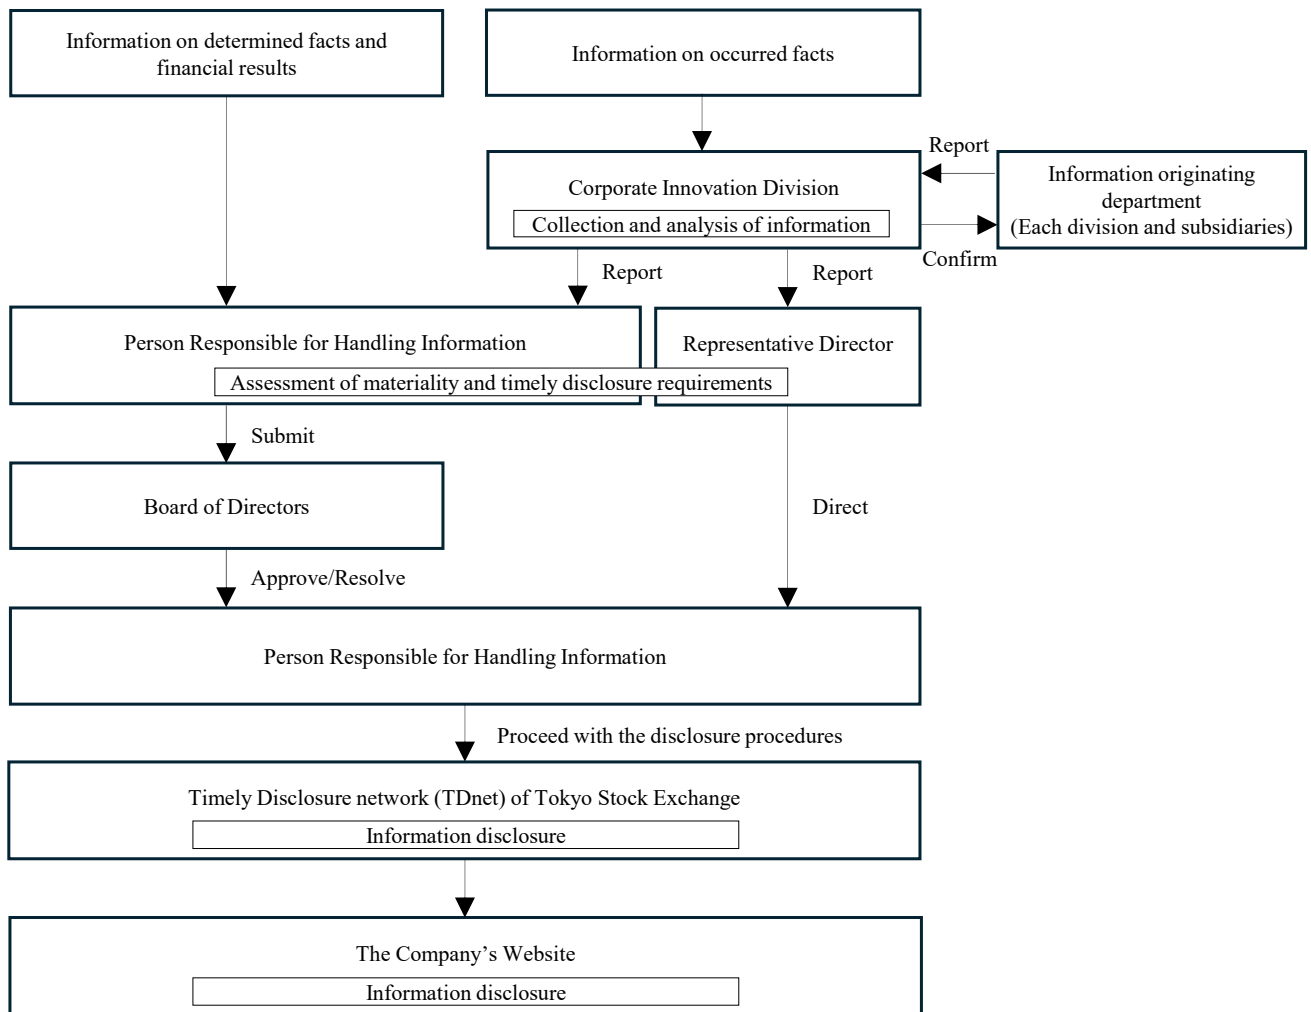 Information on determined facts and
financial results
Information on occurred facts
Report
Corporate Innovation Division
Collection and analysis of information
Information originating
department
(Each division and subsidiaries)
Confirm
Report
Report
Person Responsible for Handling Information
Representative Director
Assessment of materiality and timely disclosure requirements
Submit
Board of Directors
Direct
Approve/Resolve
Person Responsible for Handling Information
Proceed with the disclosure procedures
Timely Disclosure network (TDnet) of Tokyo Stock Exchange
Information disclosure
The Company’s Website
Information disclosure